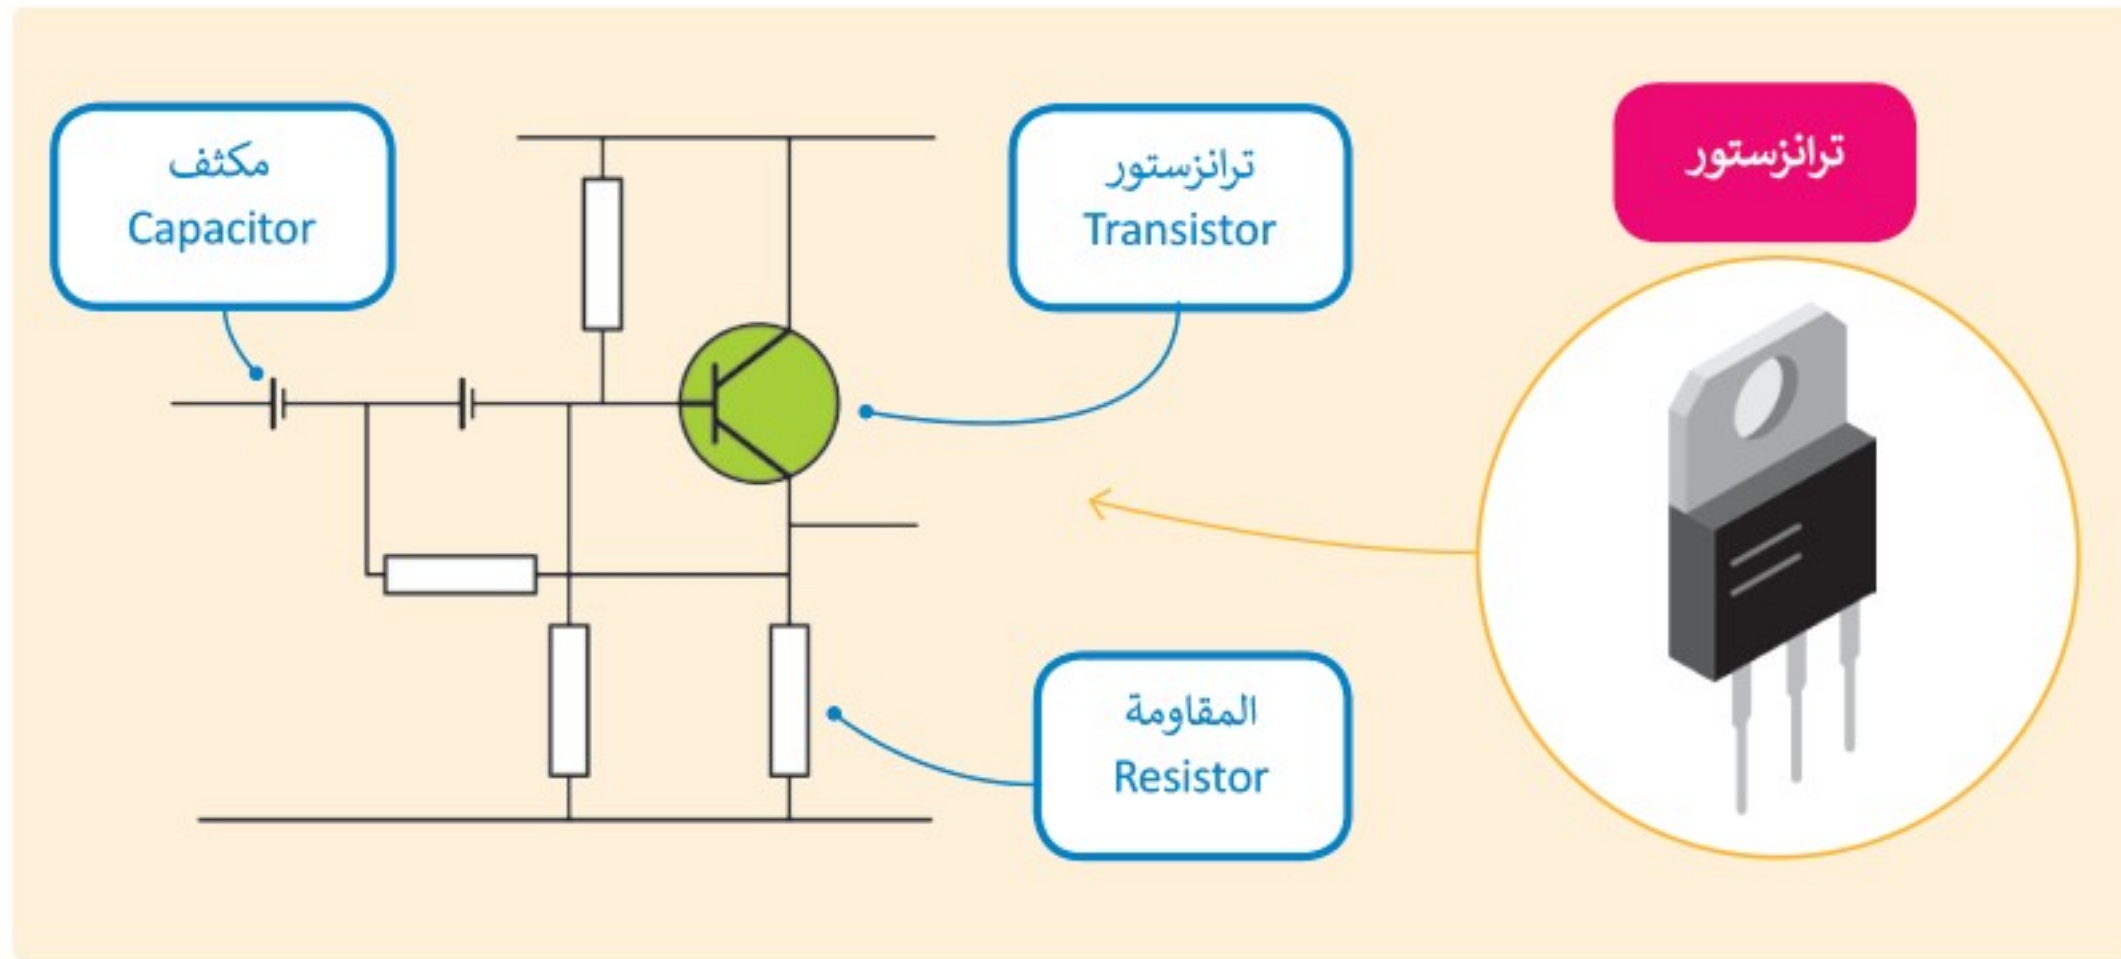 ترانزستور
ترانزستور
Transistor
مكثف
Capacitor
المقاومة
Resistor